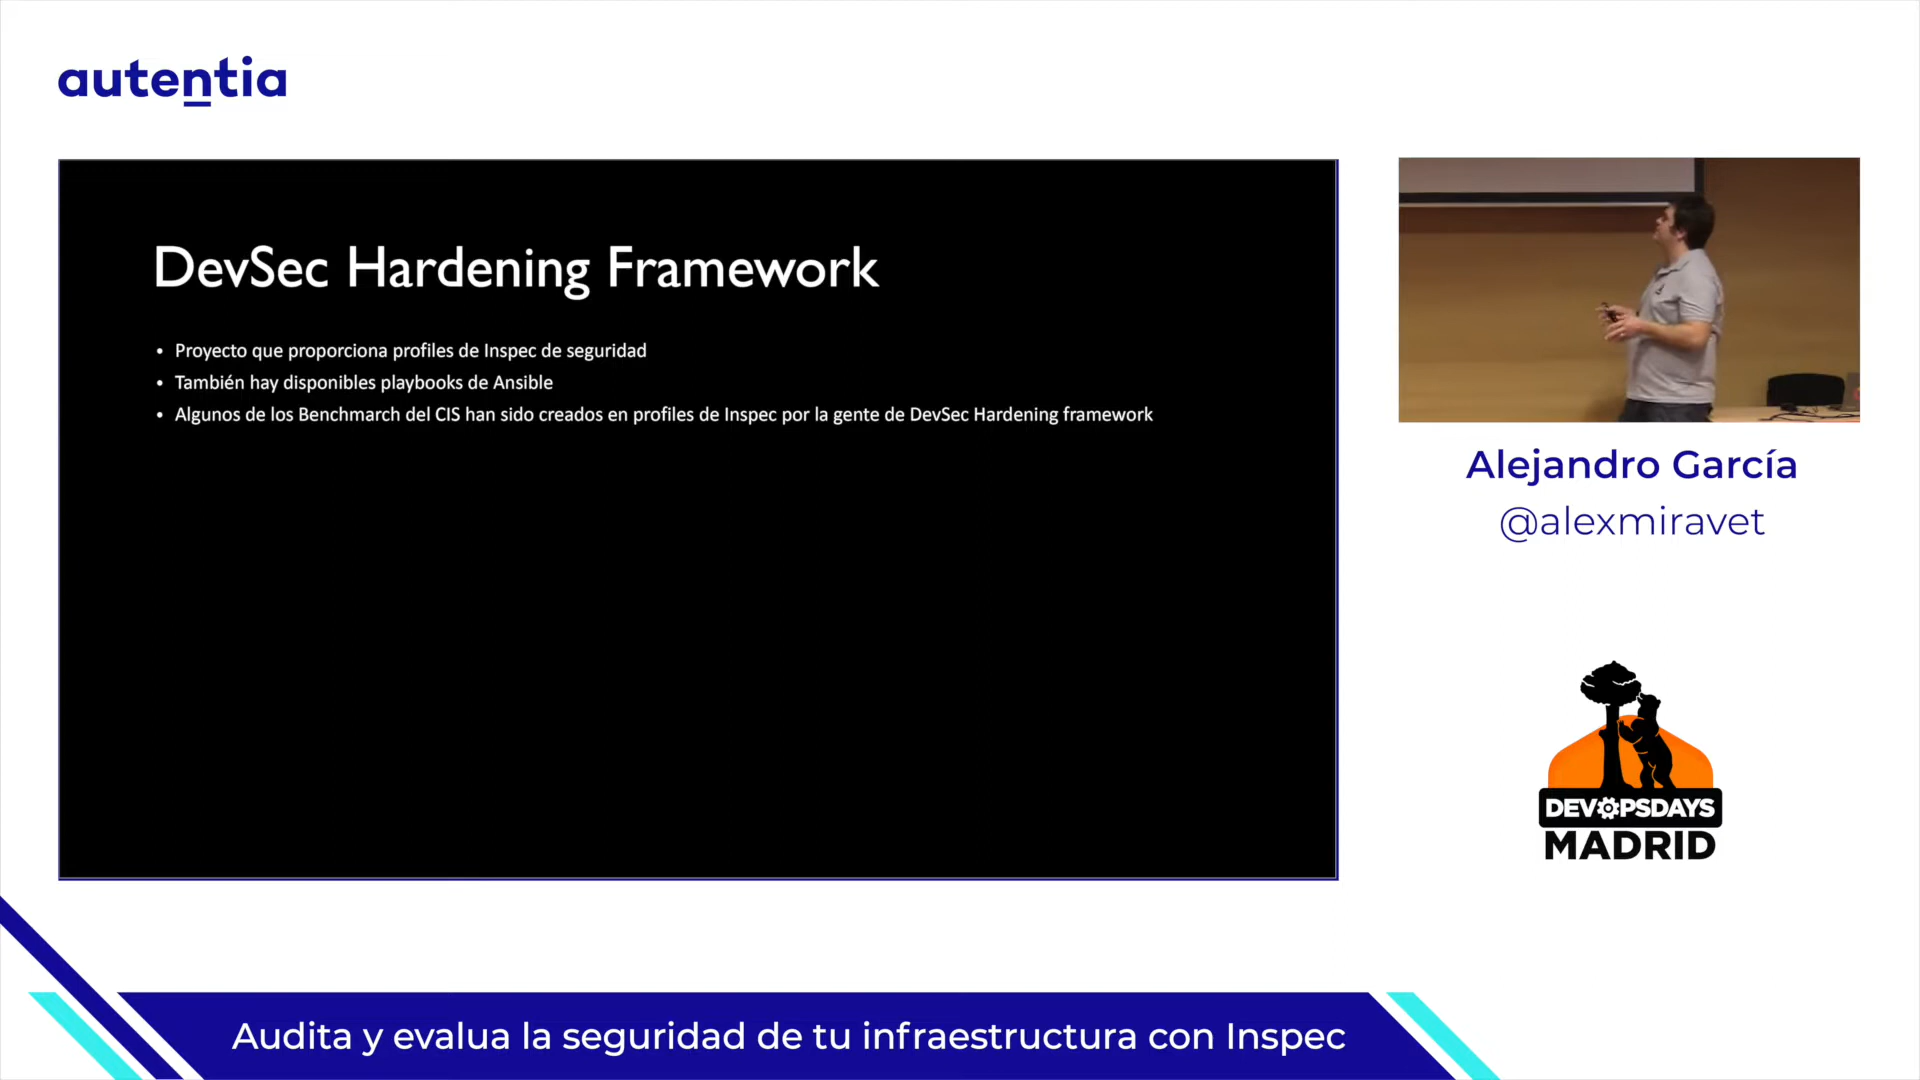 autentia
DevSec Hardening Framework
• Proyecto que proporciona profiles de Inspec de seguridad
• También hay disponibles playbooks de Ansible
• Algunos de los Benchmarch del CIS han sido creados en profiles de Inspec por la gente de DevSec Hardening framework
Alejandro García
@alexmiravet
DEVOPSDAYS
MADRID
Audita y evalua la seguridad de tu infraestructura con Inspec